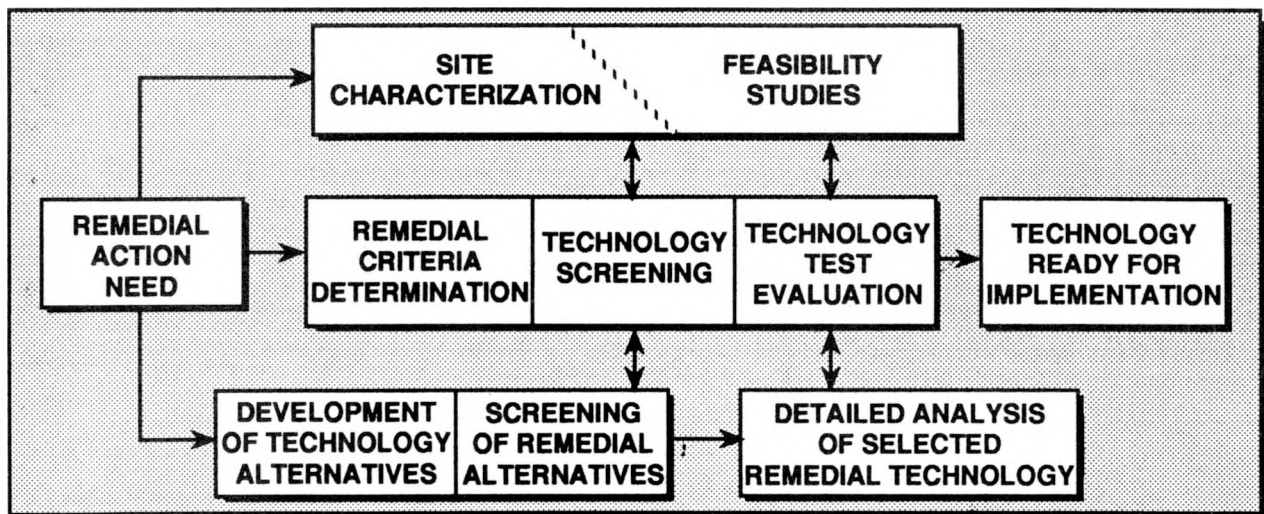 SITE
CHARACTERIZATION
FEASIBILITY
STUDIES
REMEDIAL
ACTION
NEED
REMEDIAL
CRITERIA
DETERMINATION
TECHNOLOGY
SCREENING
TECHNOLOGY
TEST
EVALUATION
TECHNOLOGY
READY FOR
IMPLEMENTATION
DEVELOPMENT
OF TECHNOLOGY
ALTERNATIVES
SCREENING
OF REMEDIAL
ALTERNATIVES
DETAILED ANALYSIS
OF SELECTED
REMEDIAL TECHNOLOGY